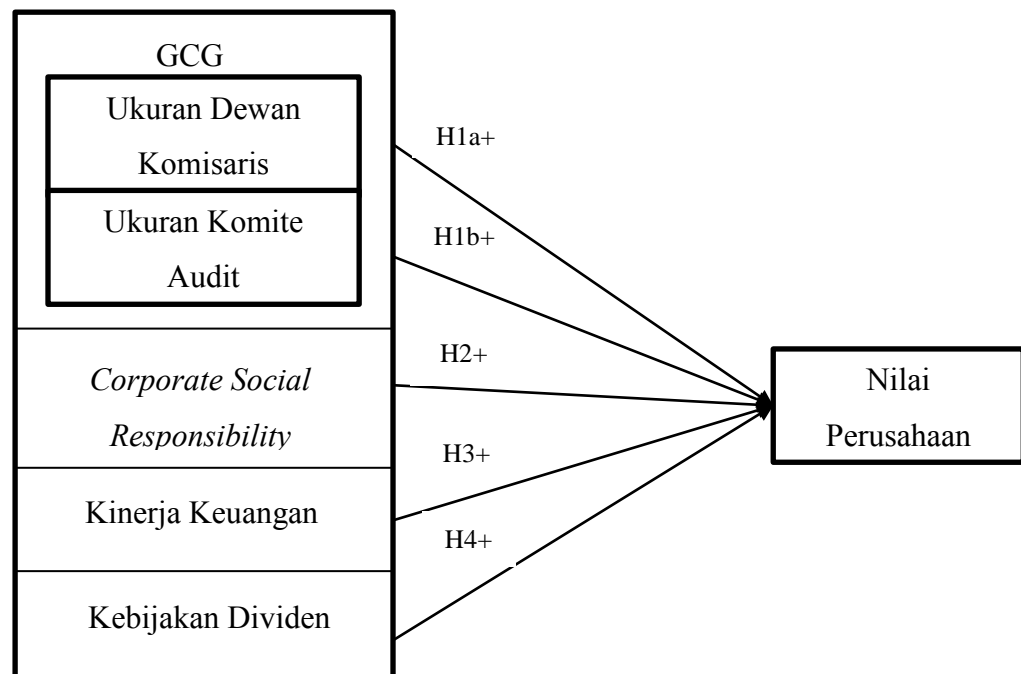 GCG
Ukuran Dewan
Komisaris
Ukuran Komite
Audit
Corporate Social
Responsibility
Kinerja Keuangan
Kebijakan Dividen
H1a+
H1b+
H2+
H3+
H4+
Nilai
Perusahaan